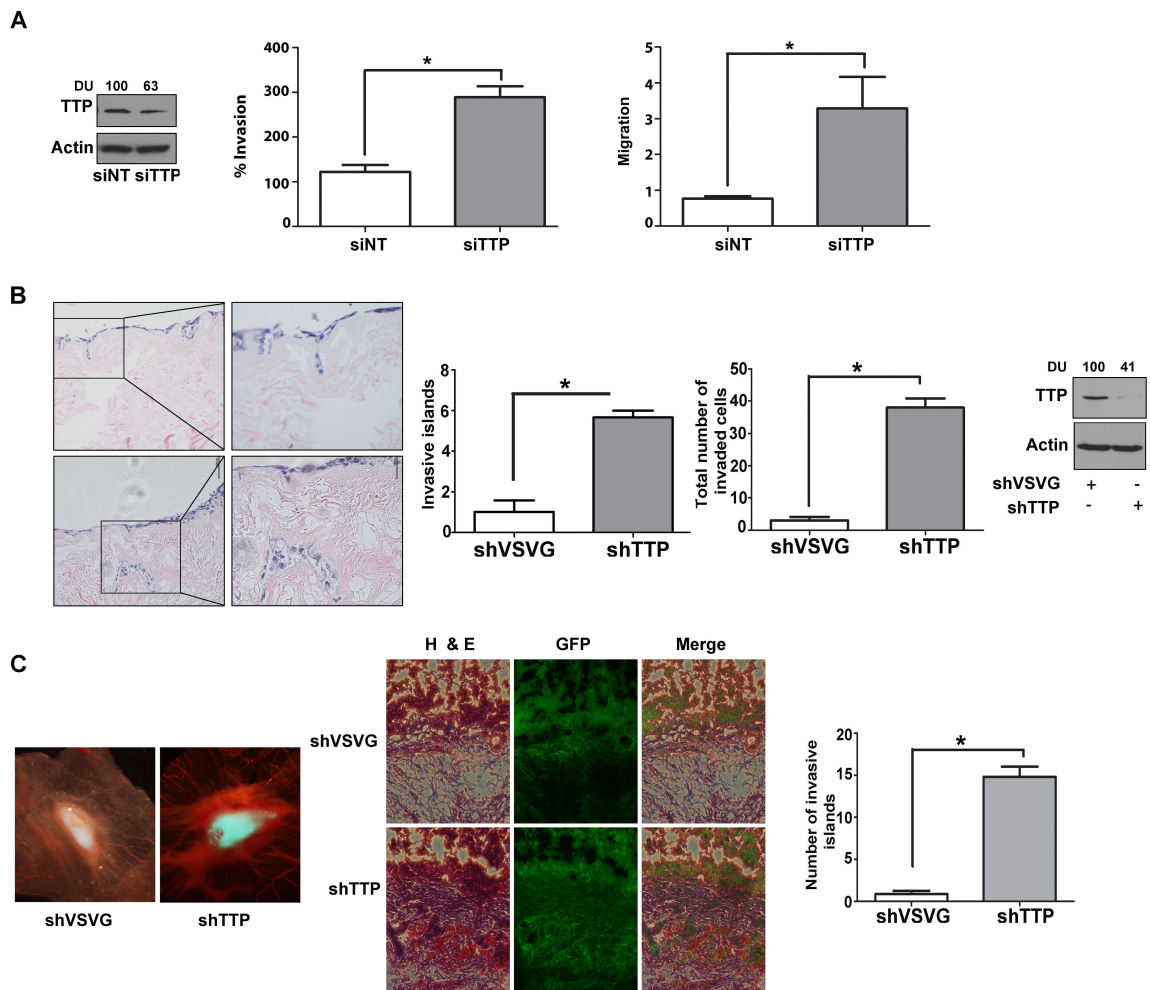 A
DU 100 63
TTP
Actin
siNT siTTP
% Invasion
400
300
200
100
0
*
siNT siTTP
Migration
5
4
3
2
1
0
*
siNT siTTP
B
Invasive islands
8
6
4
2
0
*
shVSVG shTTP
Total number of
invaded cells
50
40
30
20
10
0
*
shVSVG shTTP
DU 100 41
TTP
Actin
shVSVG + -
shTTP - +
C
shVSVG shTTP
H & E GFP Merge
shVSVG
shTTP
Number of invasive
islands
20
15
10
5
0
*
shVSVG shTTP